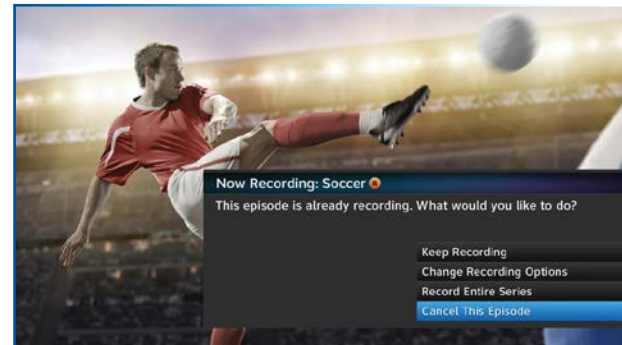 Now Recording: Soccer R
This episode is already recording. What would you like to do?
Keep Recording
Change Recording Options
Record Entire Series
Cancel This Episode